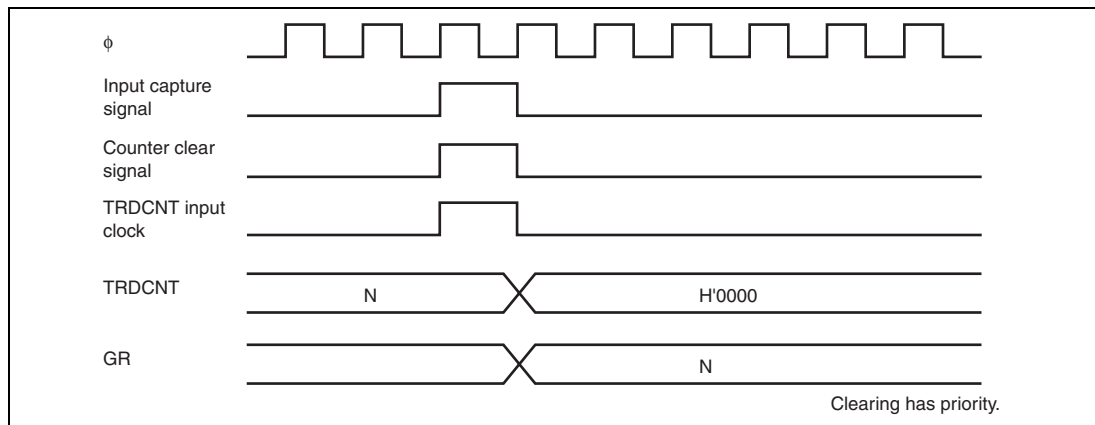 ϕ
Input capture
signal
Counter clear
signal
TRDCNT input
clock
TRDCNT
N
H'0000
GR
N
Clearing has priority.